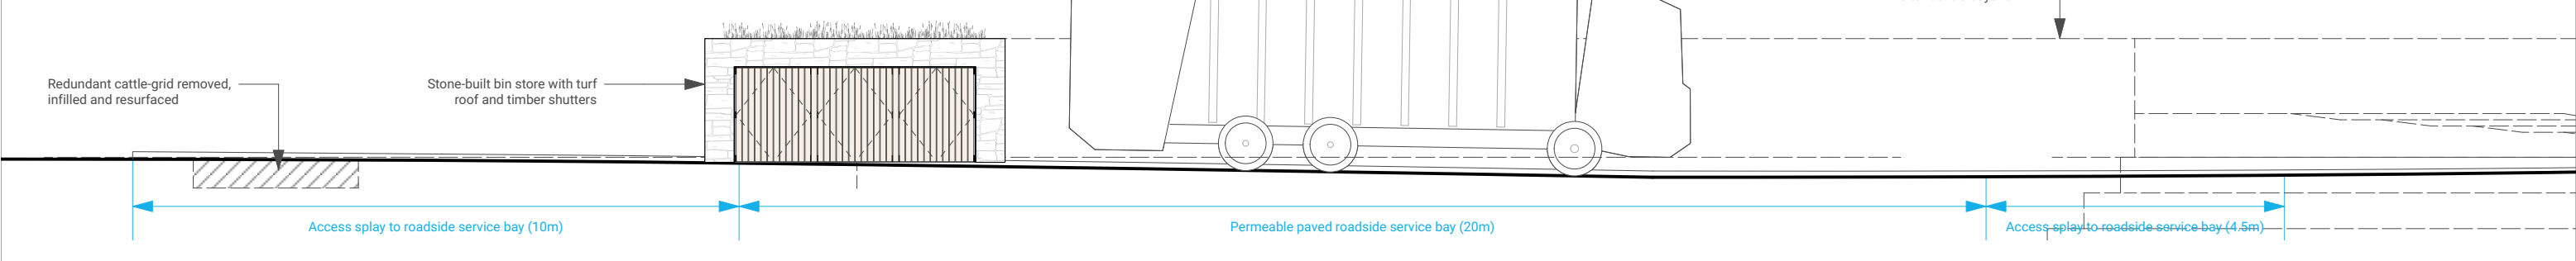 Redundant cattle-grid removed,
infilled and resurfaced
Stone-built bin store with turf
roof and timber shutters
Access splay to roadside service bay (10m)
Permeable paved roadside service bay (20m)
Access splay to roadside service bay (4.5m)